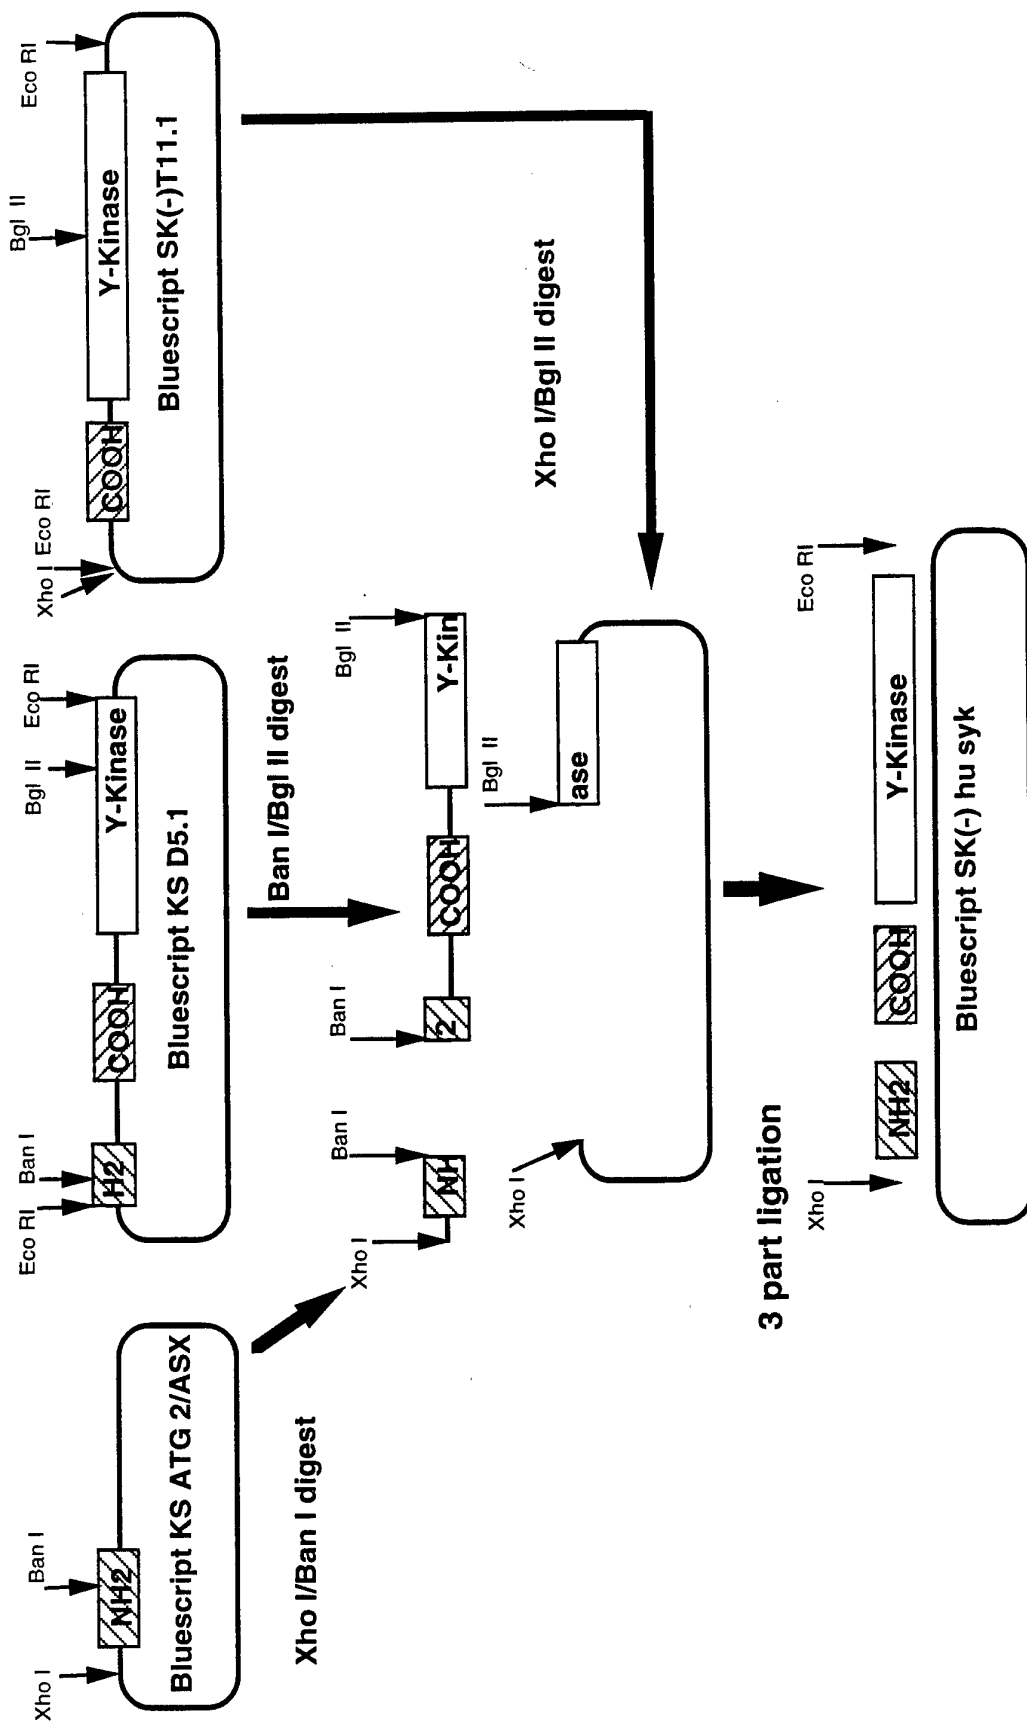 Xho I
Ban I
NH2
Bluescript KS ATG 2/ASX
Xho I/Ban I digest
Eco RI
Ban I
Bgl II
Eco RI
H2
COOH
Y-Kinase
Bluescript KS D5.1
Ban I/Bgl II digest
Xho I
Eco RI
Bgl II
Eco RI
COOH
Y-Kinase
Bluescript SK(-)T11.1
Xho I/Bgl II digest
Xho I
Ban I
NH
Ban I
2
COOH
Y-Kin
Bgl II
Xho I
Bgl II
ase
3 part ligation
Xho I
Eco RI
NH2
COOH
Y-Kinase
Bluescript SK(-) hu syk